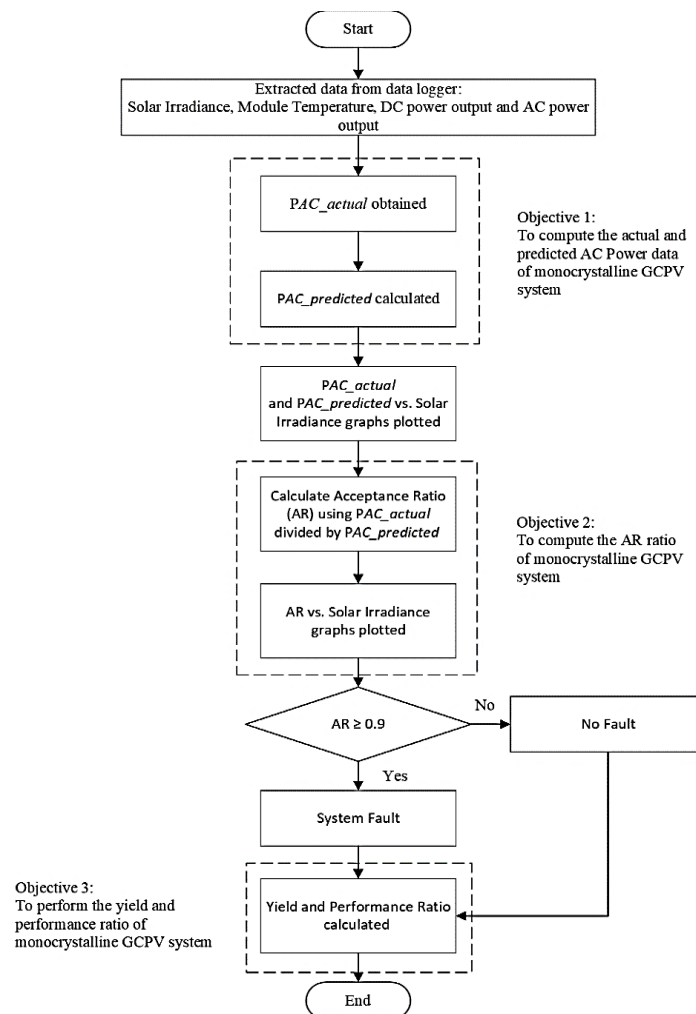 Start
Extracted data from data logger:
Solar Irradiance, Module Temperature, DC power output and AC power
output
PAC_actual obtained
Objective 1:
To compute the actual and
predicted AC Power data
of monocrystalline GCPV
system
PAC_predicted calculated
PAC_actual
and PAC_predicted vs. Solar
Irradiance graphs plotted
Calculate Acceptance Ratio
(AR) using PAC_actual
divided by PAC_predicted
Objective 2:
To compute the AR ratio
of monocrystalline GCPV
system
AR vs. Solar Irradiance
graphs plotted
AR ≥ 0.9
No
No Fault
Yes
System Fault
Objective 3:
To perform the yield and
performance ratio of
monocrystalline GCPV system
Yield and Performance Ratio
calculated
End